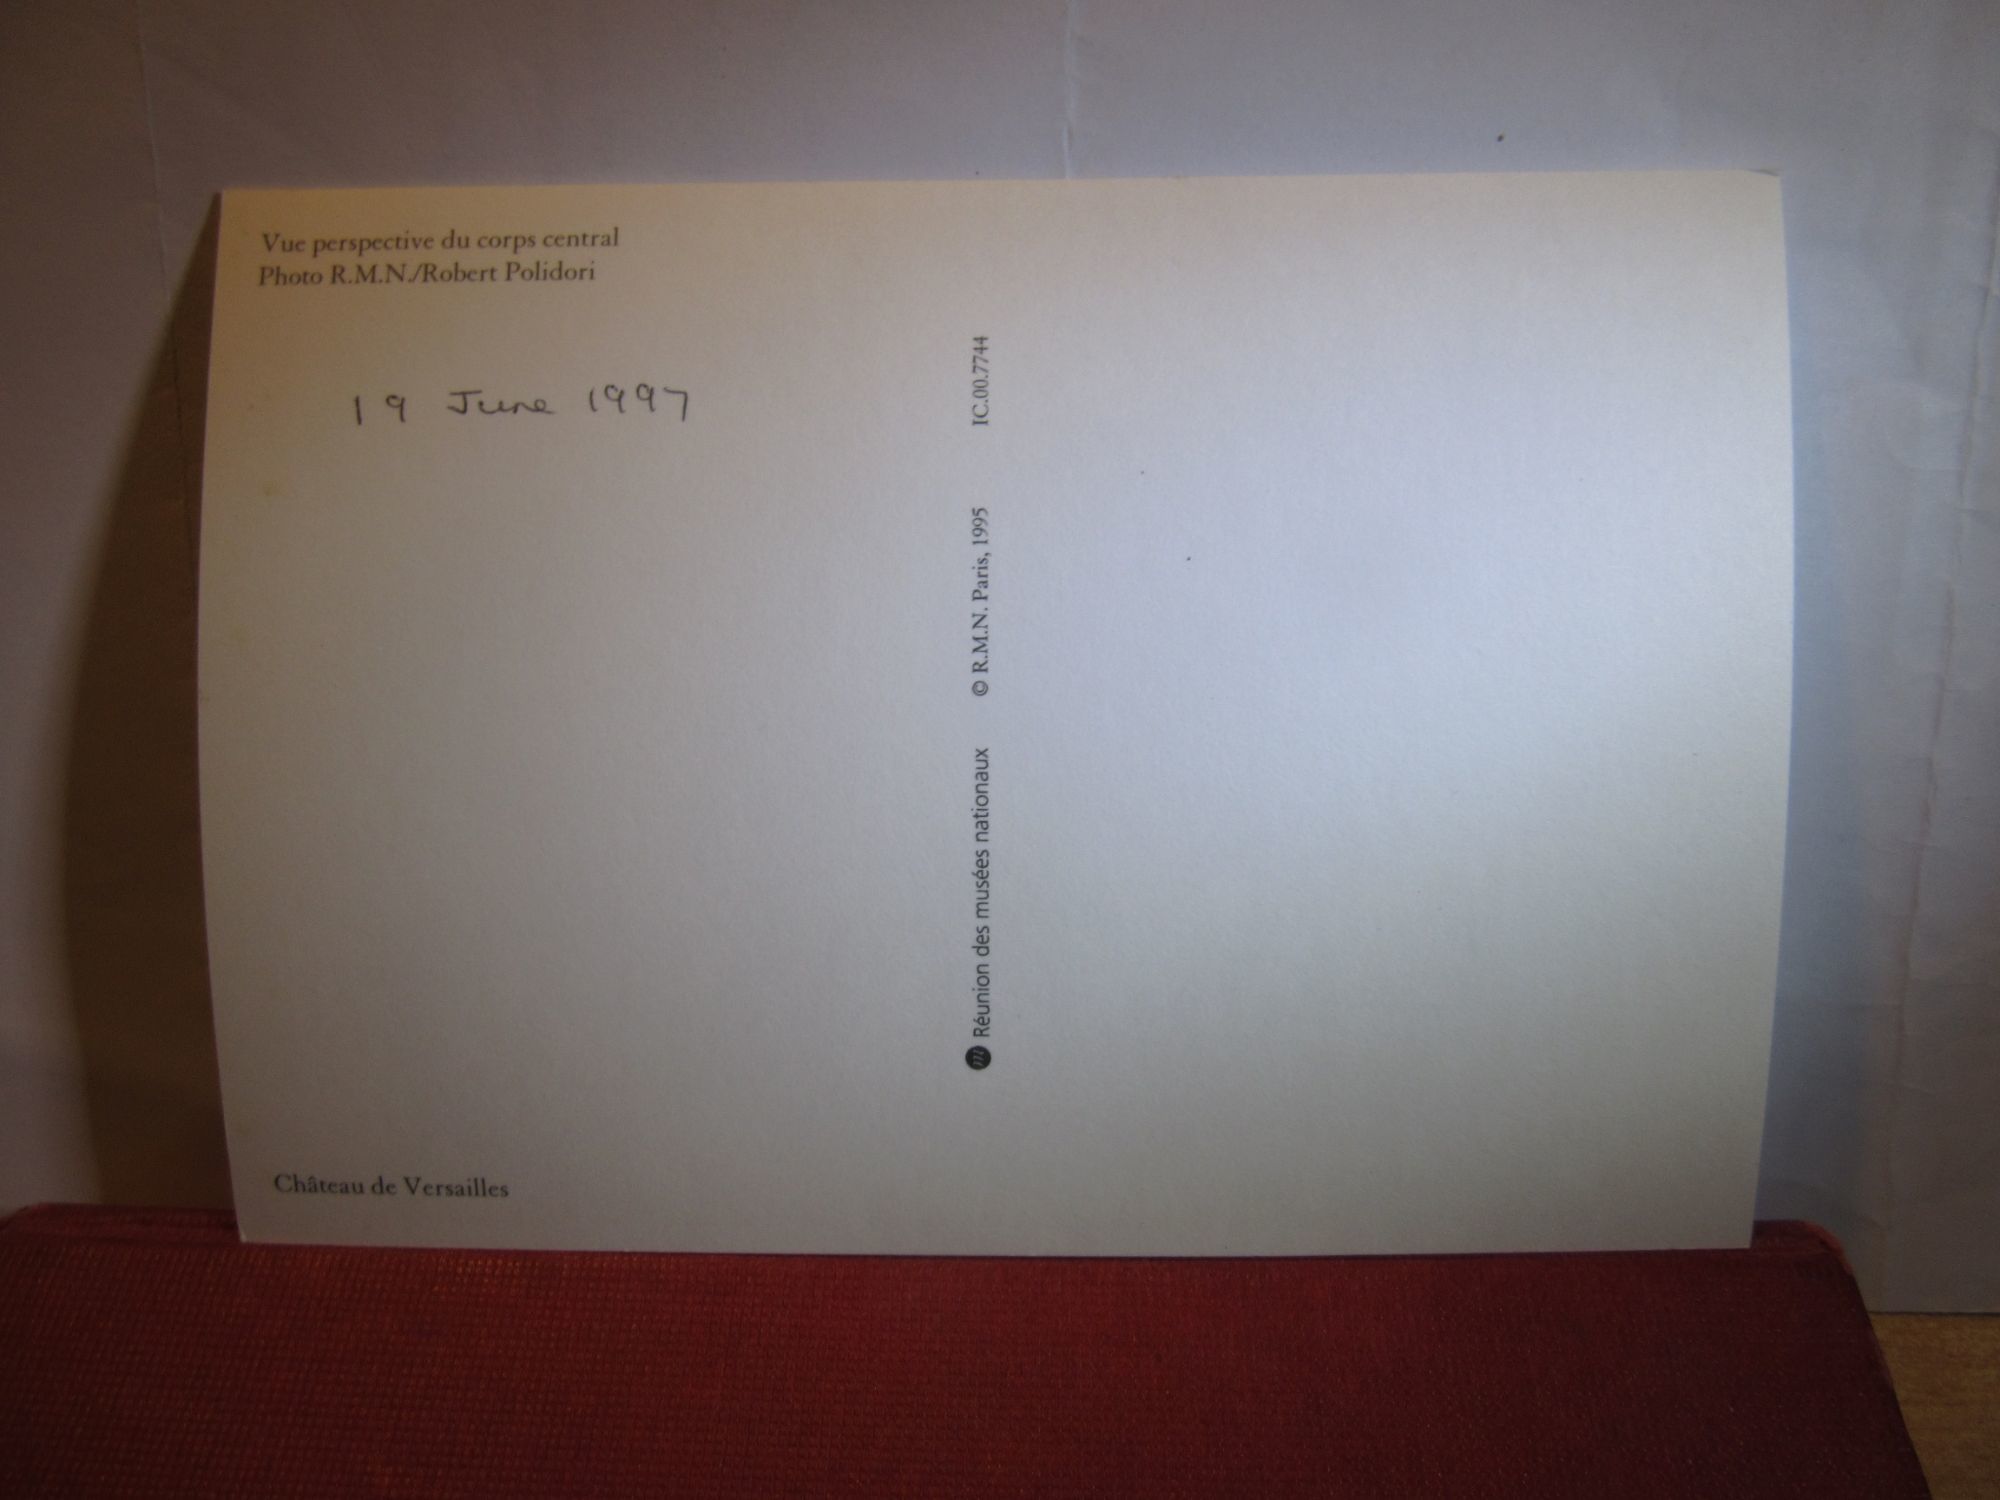 Vue perspective du corps central
Photo R.M.N./Robert Polidori
19 June 1997
Château de Versailles
m Réunion des musées nationaux © R.M.N. Paris, 1995 IC.00.7744